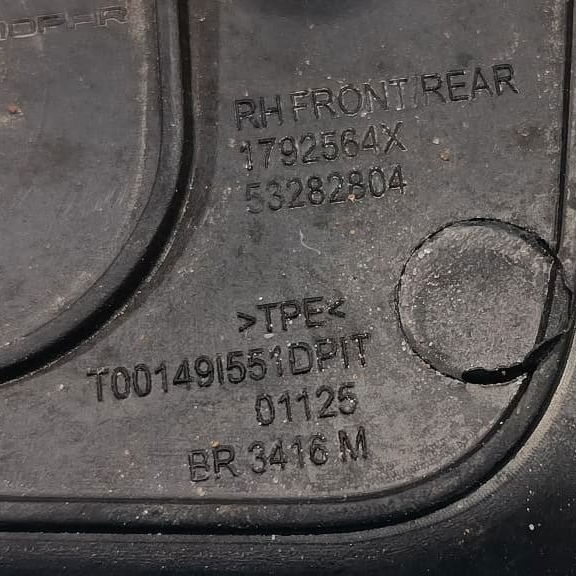 RH FRONT/REAR
1792564X
53282804
>TPE<
T00149I551DPIT
01125
BR 3416 M